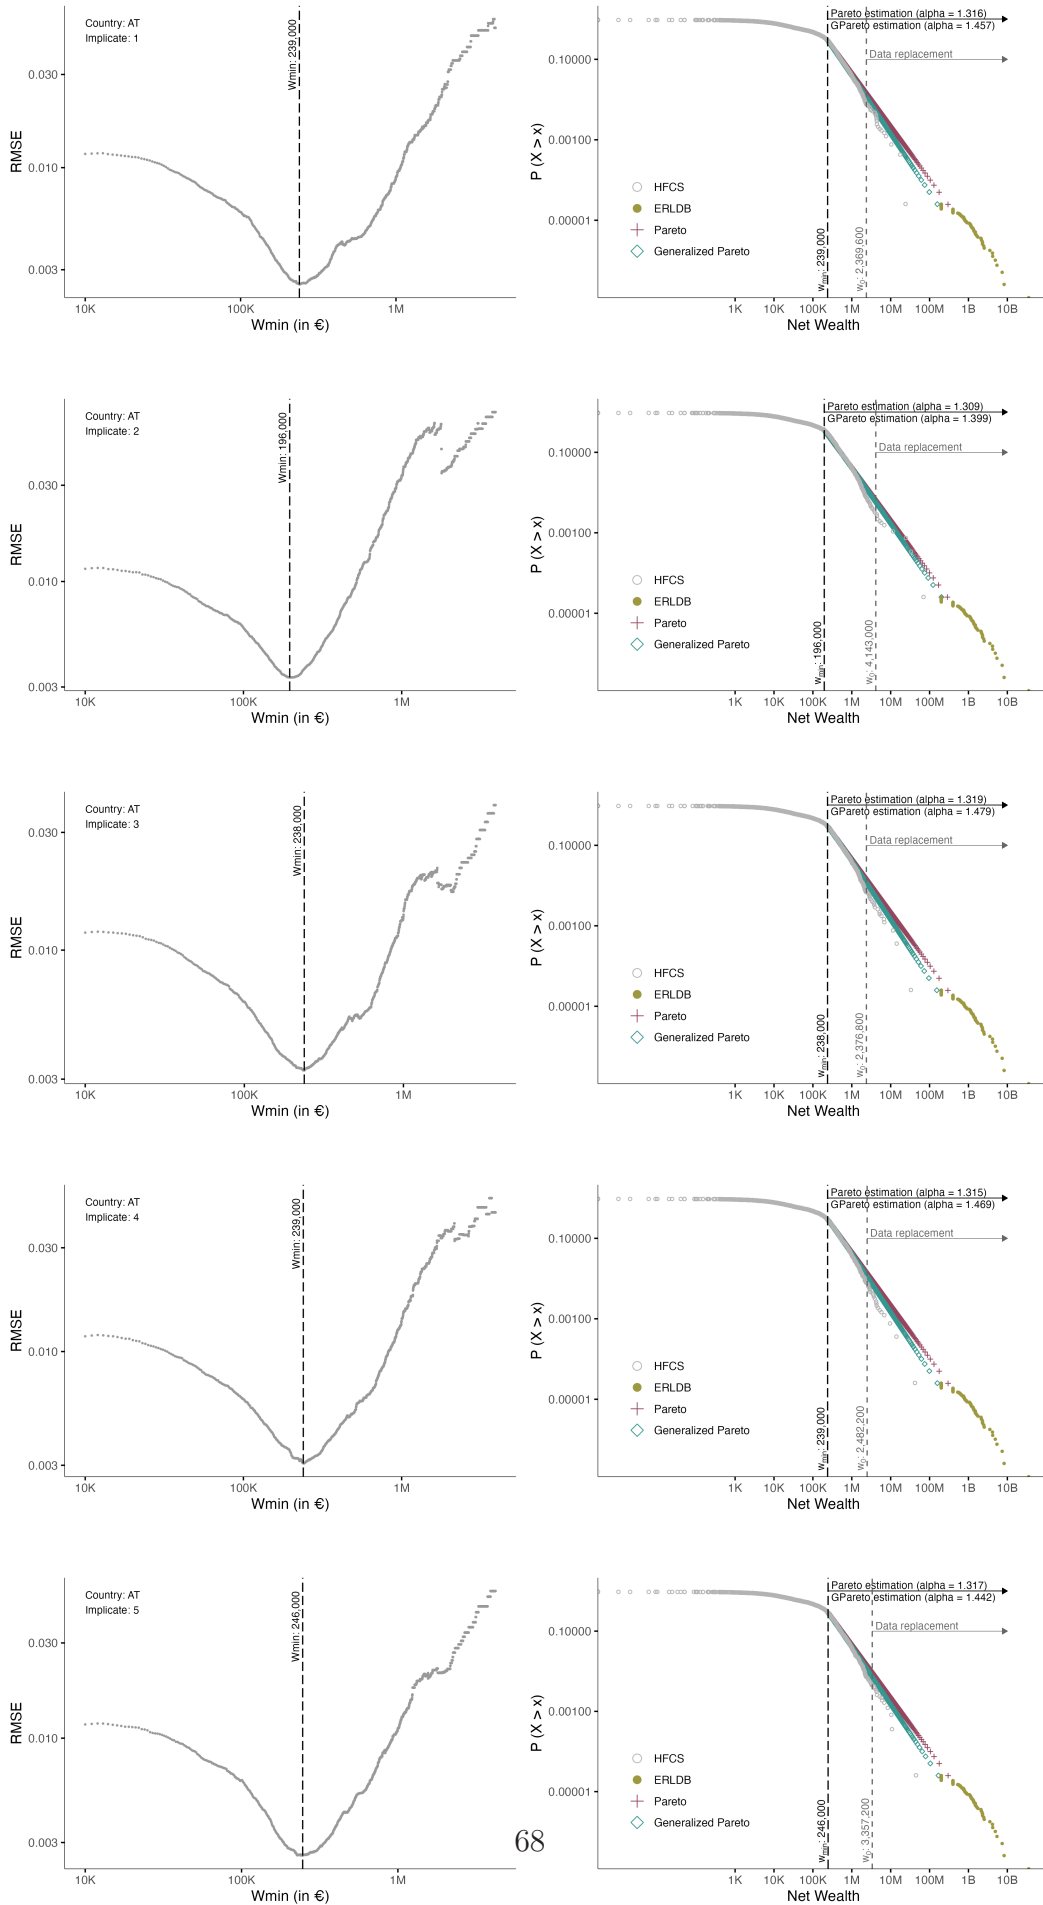 Country: AT
Implicate: 1
Wmin: 239,000
RMSE
0.030
0.010
0.003
10K 100K 1M
Wmin (in €)
Pareto estimation (alpha = 1.316)
GPareto estimation (alpha = 1.457)
Data replacement
P (X > x)
0.10000
0.00100
0.00001
HFCS
ERLDB
Pareto
Generalized Pareto
wmin: 239,000
w0: 2,369,600
1K 10K 100K 1M 10M 100M 1B 10B
Net Wealth
Country: AT
Implicate: 2
Wmin: 196,000
RMSE
0.030
0.010
0.003
10K 100K 1M
Wmin (in €)
Pareto estimation (alpha = 1.309)
GPareto estimation (alpha = 1.399)
Data replacement
P (X > x)
0.10000
0.00100
0.00001
HFCS
ERLDB
Pareto
Generalized Pareto
wmin: 196,000
w0: 4,143,000
1K 10K 100K 1M 10M 100M 1B 10B
Net Wealth
Country: AT
Implicate: 3
Wmin: 238,000
RMSE
0.030
0.010
0.003
10K 100K 1M
Wmin (in €)
Pareto estimation (alpha = 1.319)
GPareto estimation (alpha = 1.479)
Data replacement
P (X > x)
0.10000
0.00100
0.00001
HFCS
ERLDB
Pareto
Generalized Pareto
wmin: 238,000
w0: 2,376,800
1K 10K 100K 1M 10M 100M 1B 10B
Net Wealth
Country: AT
Implicate: 4
Wmin: 239,000
RMSE
0.030
0.010
0.003
10K 100K 1M
Wmin (in €)
Pareto estimation (alpha = 1.315)
GPareto estimation (alpha = 1.469)
Data replacement
P (X > x)
0.10000
0.00100
0.00001
HFCS
ERLDB
Pareto
Generalized Pareto
wmin: 239,000
w0: 2,482,200
1K 10K 100K 1M 10M 100M 1B 10B
Net Wealth
Country: AT
Implicate: 5
Wmin: 246,000
RMSE
0.030
0.010
0.003
10K 100K 1M
Wmin (in €)
Pareto estimation (alpha = 1.317)
GPareto estimation (alpha = 1.442)
Data replacement
P (X > x)
0.10000
0.00100
0.00001
HFCS
ERLDB
Pareto
Generalized Pareto
wmin: 246,000
w0: 3,357,200
1K 10K 100K 1M 10M 100M 1B 10B
Net Wealth
68